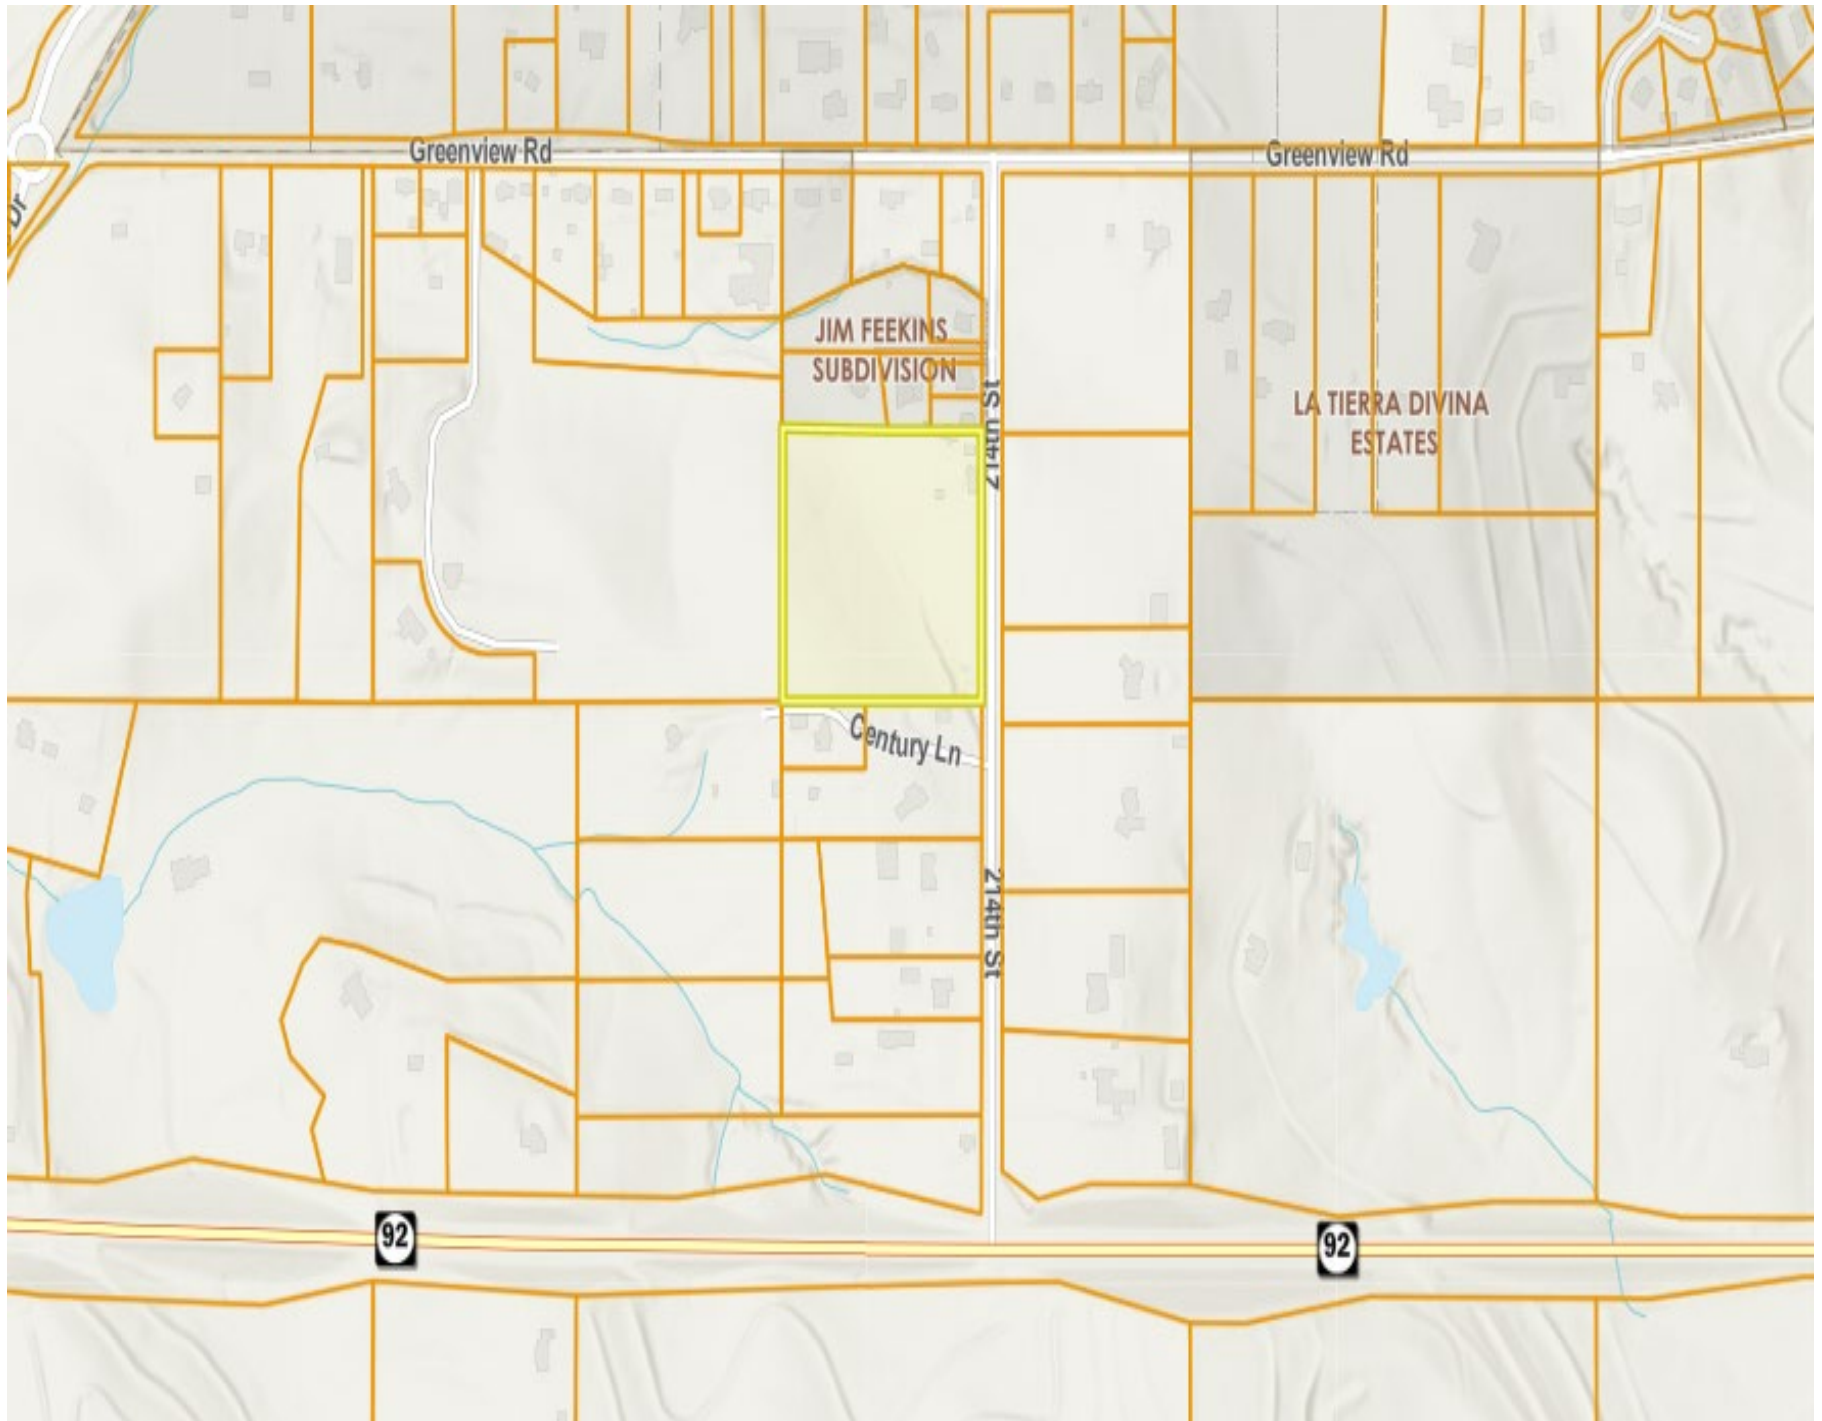 Greenview Rd
Greenview Rd
Dr
JIM FEEKINS
SUBDIVISION
214th St
LA TIERRA DIVINA
ESTATES
Century Ln
214th St
92
92